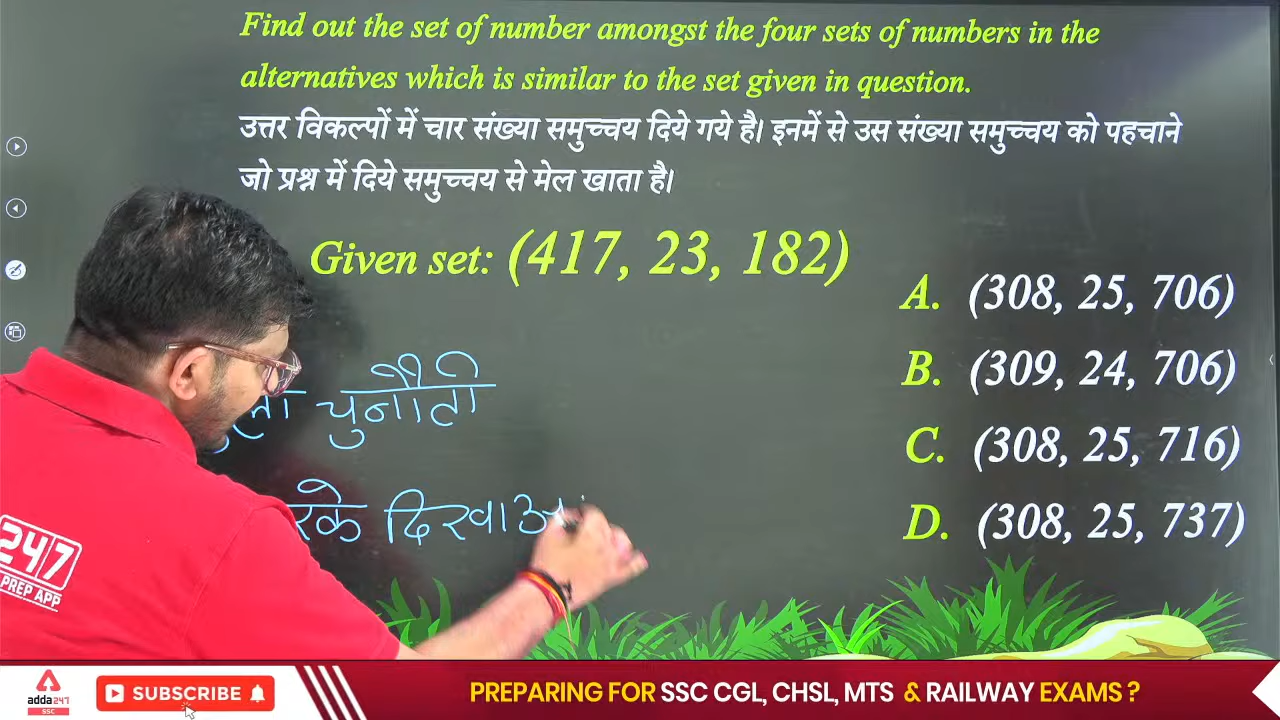 Find out the set of number amongst the four sets of numbers in the
alternatives which is similar to the set given in question.
उत्तर विकल्पों में चार संख्या समुच्चय दिये गये है। इनमें से उस संख्या समुच्चय को पहचाने
जो प्रश्न में दिये समुच्चय से मेल खाता है।
Given set: (417, 23, 182)
A. (308, 25, 706)
B. (309, 24, 706)
C. (308, 25, 716)
D. (308, 25, 737)
चुनौती
247
PREP APP
adda247
SSC
SUBSCRIBE
PREPARING FOR SSC CGL, CHSL, MTS & RAILWAY EXAMS ?